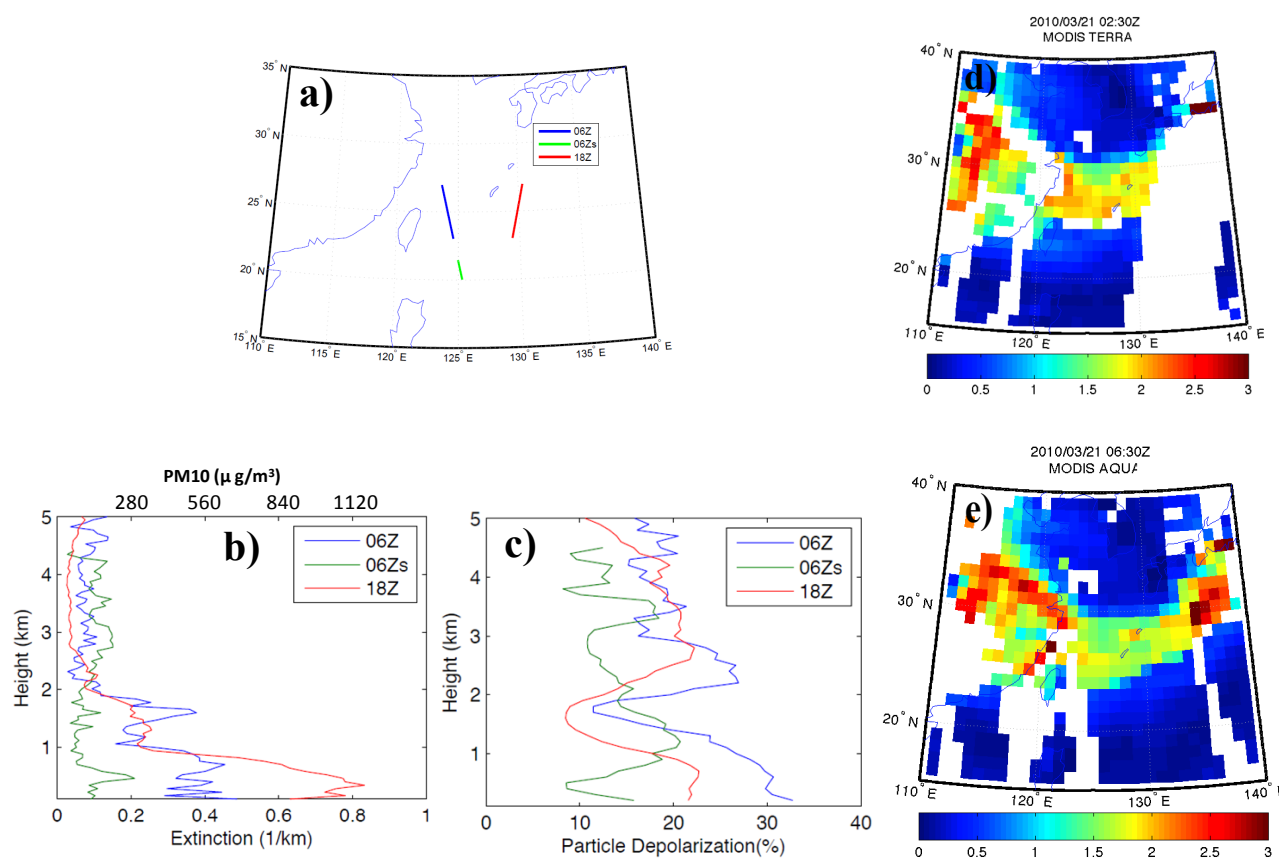 a)
35° N
30° N
25° N
20° N
15° N
110° E
115° E
120° E
125° E
130° E
135° E
140° E
06Z
06Zs
18Z
2010/03/21 02:30Z
MODIS TERRA
d)
40° N
30° N
20° N
110° E
120° E
130° E
140° E
0 0.5 1 1.5 2 2.5 3
PM10 (μ g/m³)
280 560 840 1120
b)
Height (km)
5
4
3
2
1
06Z
06Zs
18Z
0 0.2 0.4 0.6 0.8 1
Extinction (1/km)
c)
Height (km)
5
4
3
2
1
06Z
06Zs
18Z
0 10 20 30 40
Particle Depolarization(%)
2010/03/21 06:30Z
MODIS AQUA
e)
40° N
30° N
20° N
110° E
120° E
130° E
140° E
0 0.5 1 1.5 2 2.5 3